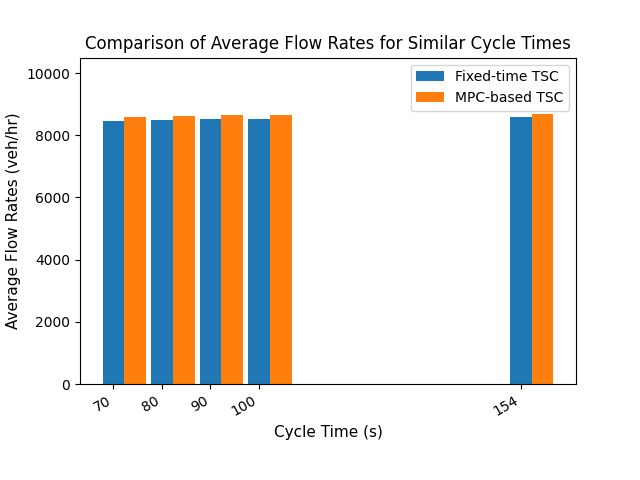 Comparison of Average Flow Rates for Similar Cycle Times
Fixed-time TSC
MPC-based TSC
Average Flow Rates (veh/hr)
10000
8000
6000
4000
2000
0
70
80
90
100
154
Cycle Time (s)